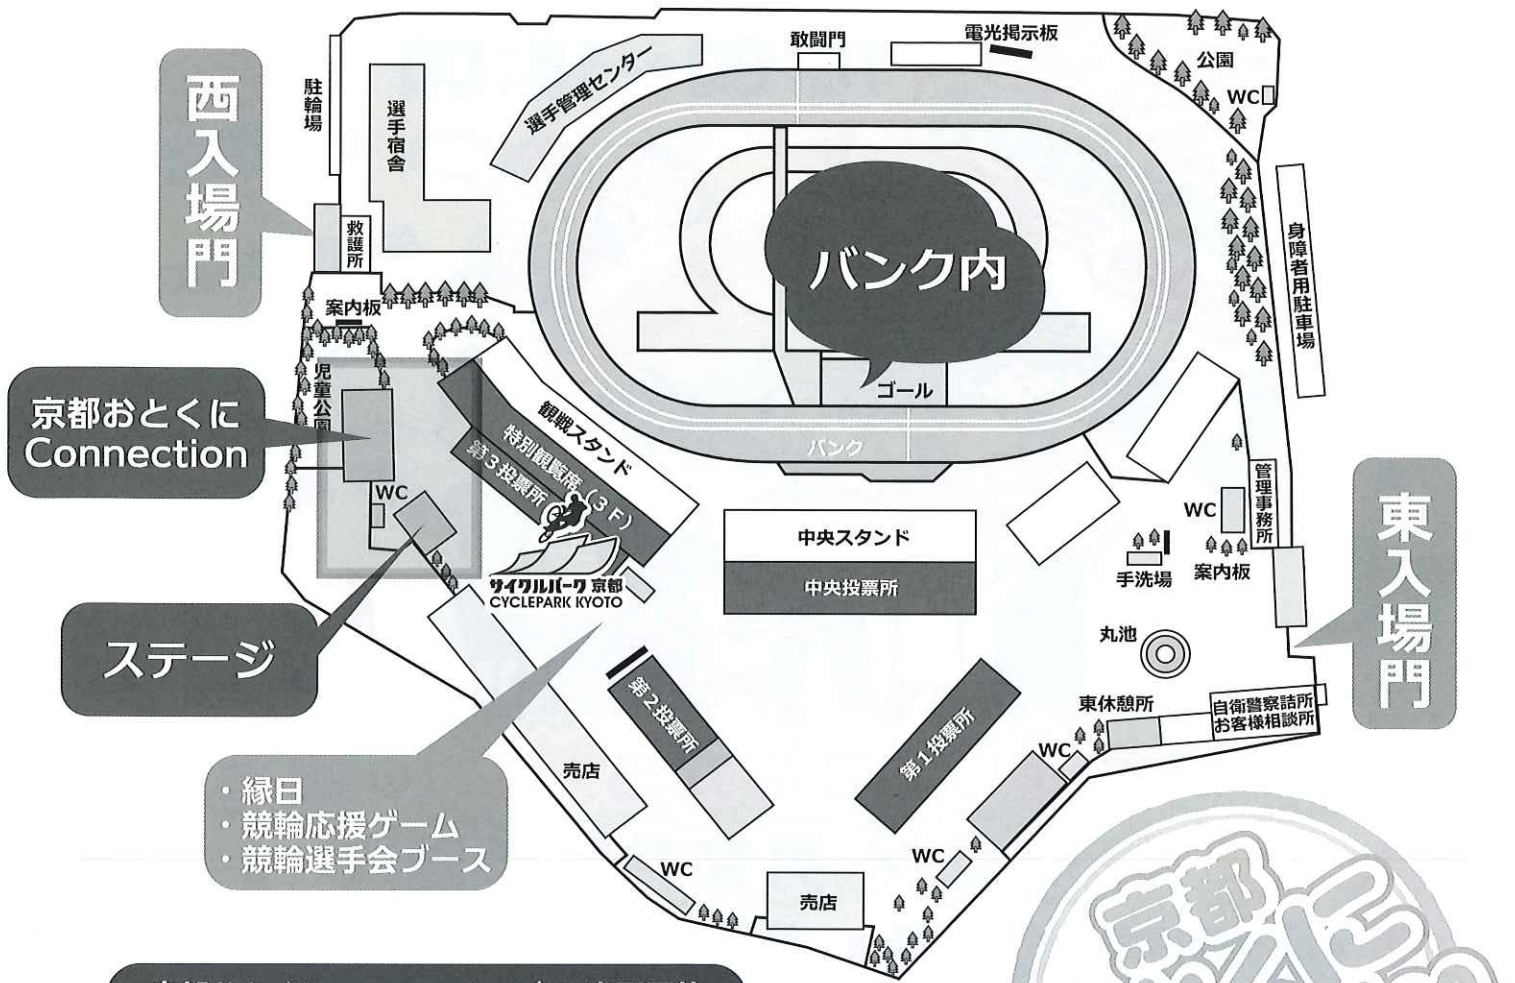 敢闘門
電光掲示板
公園
WC
西入場門
駐輪場
選手宿舎
選手管理センター
救護所
案内板
バンク内
ゴール
バンク
身障者用駐車場
児童公園
京都おとくに
Connection
WC
観戦スタンド
特別観覧席(3F)
第3投票所
サイクルパーク 京都
CYCLEPARK KYOTO
中央スタンド
中央投票所
WC
管理事務所
手洗場
案内板
東入場門
ステージ
丸池
第2投票所
第1投票所
東休憩所
自衛警察詰所
お客様相談所
WC
売店
・縁日
・競輪応援ゲーム
・競輪選手会ブース
WC
WC
売店
京都